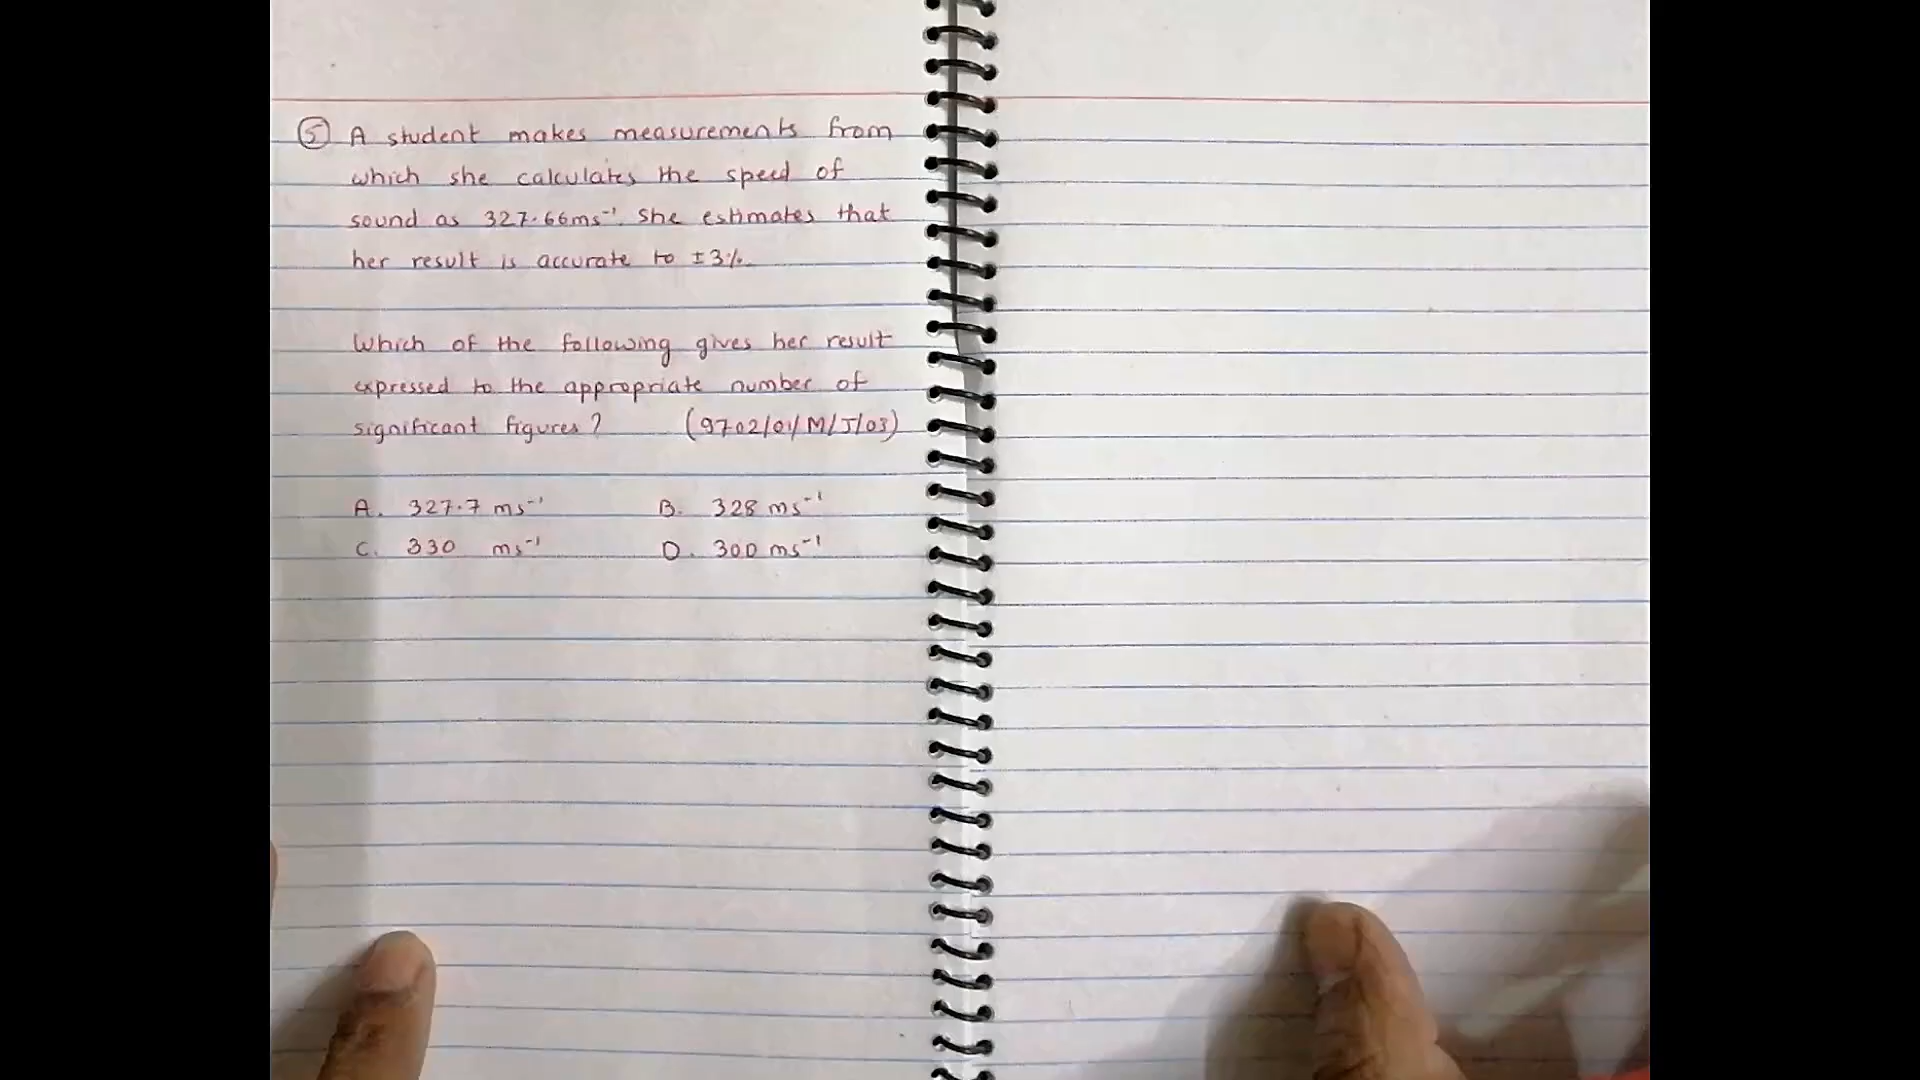 5 A student makes measurements from
which she calculates the speed of
sound as 327.66ms⁻¹. She estimates that
her result is accurate to ±3%.
Which of the following gives her result
expressed to the appropriate number of
significant figures? (9702/01/M/J/03)
A. 327.7 ms⁻¹ B. 328 ms⁻¹
C. 330 ms⁻¹ D. 300 ms⁻¹